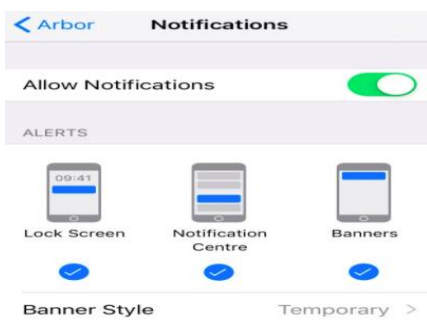 Arbor Notifications
Allow Notifications
ALERTS
09:41
Lock Screen Notification Centre Banners
Banner Style Temporary >